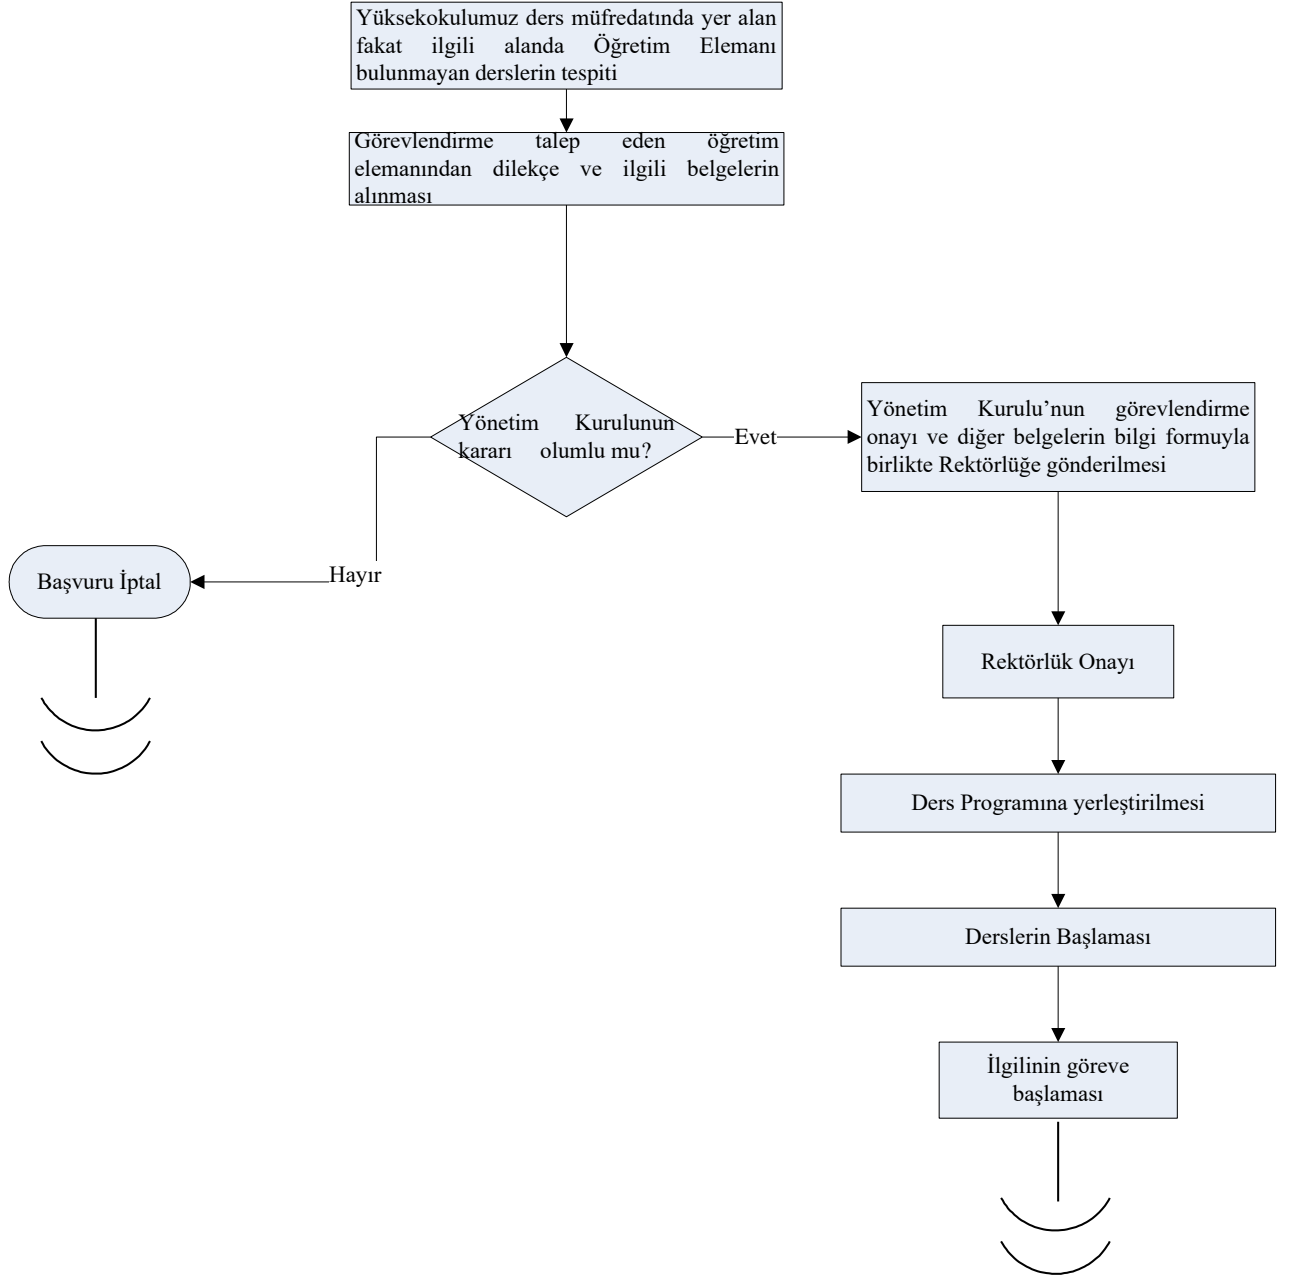 Yüksekokulumuz ders müfredatında yer alan
fakat ilgili alanda Öğretim Elemanı
bulunmayan derslerin tespiti
Görevlendirme talep eden öğretim
elemanından dilekçe ve ilgili belgelerin
alınması
Yönetim Kurulunun
kararı olumlu mu?
Evet
Yönetim Kurulu’nun görevlendirme
onayı ve diğer belgelerin bilgi formuyla
birlikte Rektörlüğe gönderilmesi
Hayır
Başvuru İptal
Rektörlük Onayı
Ders Programına yerleştirilmesi
Derslerin Başlaması
İlgilinin göreve
başlaması